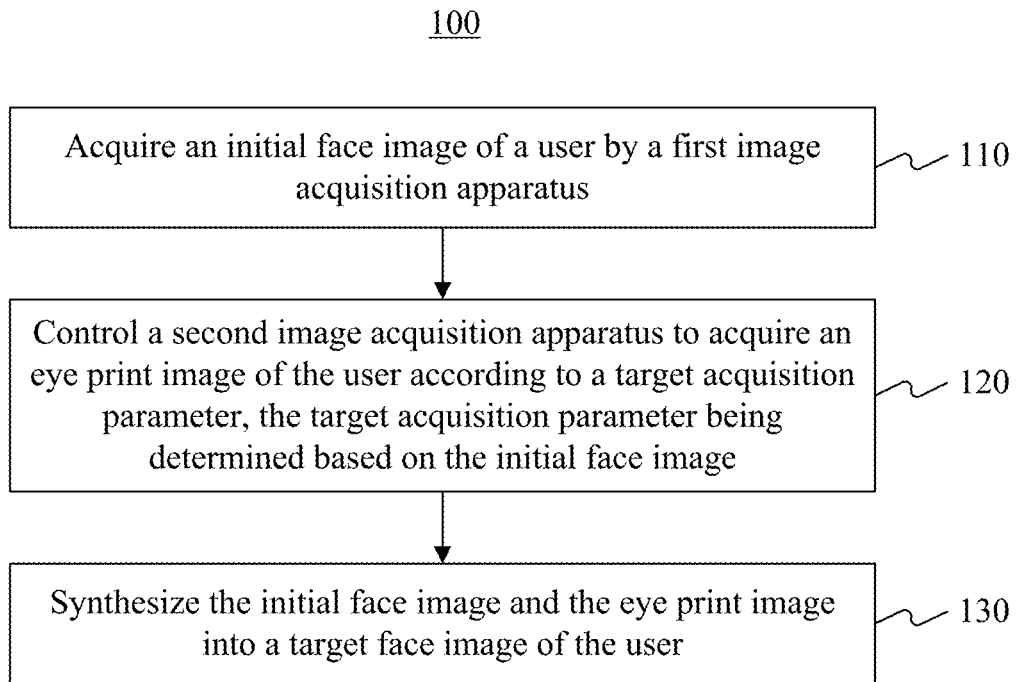 100
Acquire an initial face image of a user by a first image
acquisition apparatus
110
Control a second image acquisition apparatus to acquire an
eye print image of the user according to a target acquisition
parameter, the target acquisition parameter being
determined based on the initial face image
120
Synthesize the initial face image and the eye print image
into a target face image of the user
130